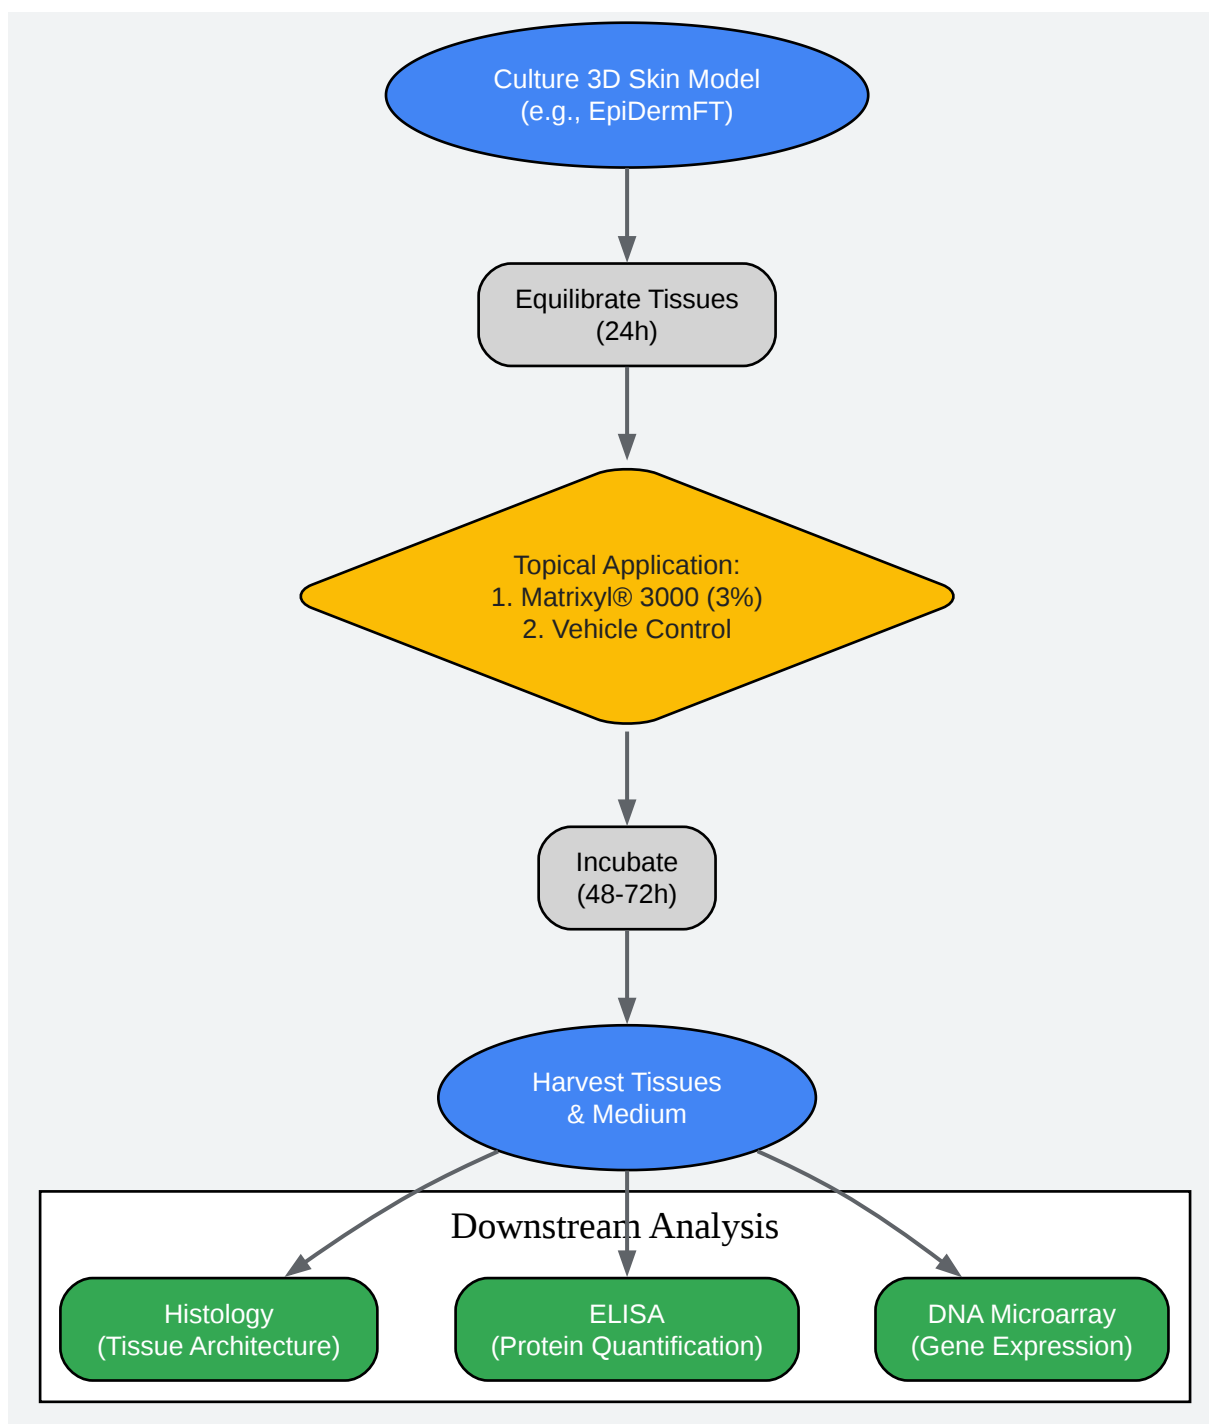 Culture 3D Skin Model
(e.g., EpiDermFT)
Equilibrate Tissues
(24h)
Topical Application:
1. Matrixyl® 3000 (3%)
2. Vehicle Control
Incubate
(48-72h)
Harvest Tissues
& Medium
Downstream Analysis
Histology
(Tissue Architecture)
ELISA
(Protein Quantification)
DNA Microarray
(Gene Expression)